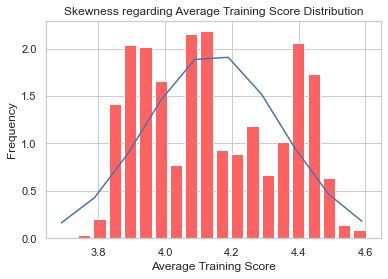 Skewness regarding Average Training Score Distribution
Frequency
2.0
1.5
1.0
0.5
0.0
3.8 4.0 4.2 4.4 4.6
Average Training Score